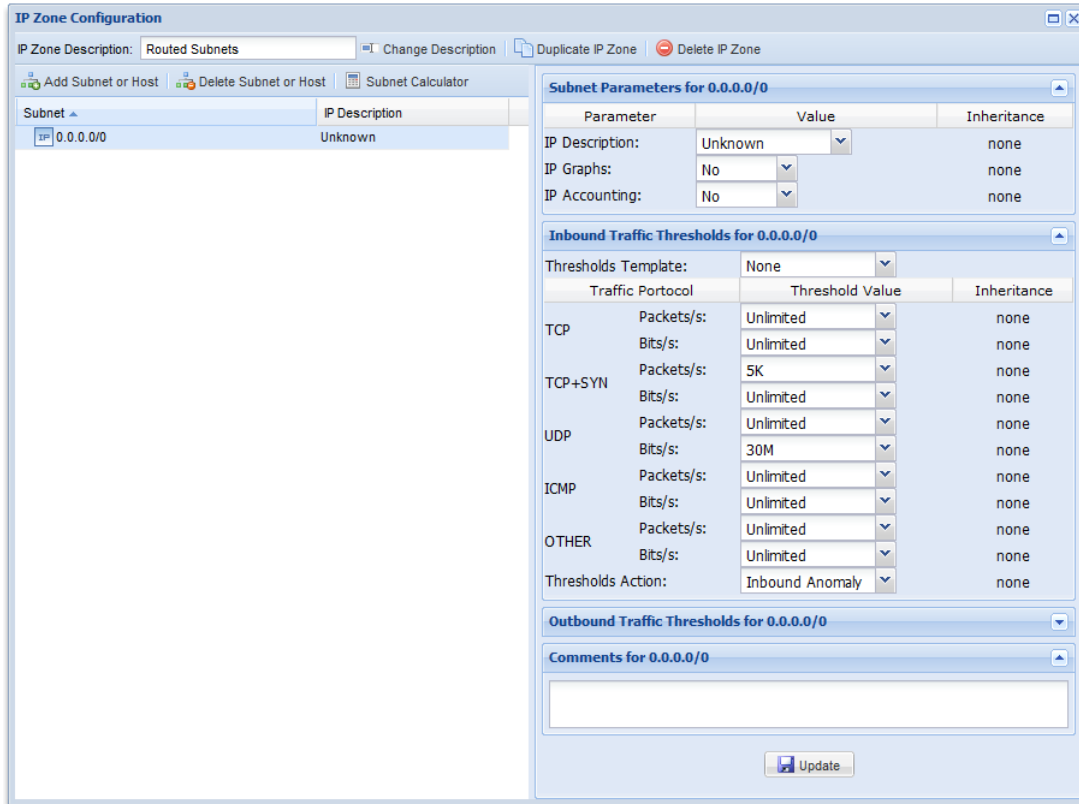 IP Zone Configuration
IP Zone Description: Routed Subnets Change Description Duplicate IP Zone Delete IP Zone
Add Subnet or Host Delete Subnet or Host Subnet Calculator
Subnet IP Description
IP 0.0.0.0/0 Unknown
Subnet Parameters for 0.0.0.0/0
Parameter Value Inheritance
IP Description: Unknown none
IP Graphs: No none
IP Accounting: No none
Inbound Traffic Thresholds for 0.0.0.0/0
Thresholds Template: None
Traffic Portocol Threshold Value Inheritance
TCP
Packets/s: Unlimited none
Bits/s: Unlimited none
TCP+SYN
Packets/s: 5K none
Bits/s: Unlimited none
UDP
Packets/s: Unlimited none
Bits/s: 30M none
ICMP
Packets/s: Unlimited none
Bits/s: Unlimited none
OTHER
Packets/s: Unlimited none
Bits/s: Unlimited none
Thresholds Action: Inbound Anomaly none
Outbound Traffic Thresholds for 0.0.0.0/0
Comments for 0.0.0.0/0
Update